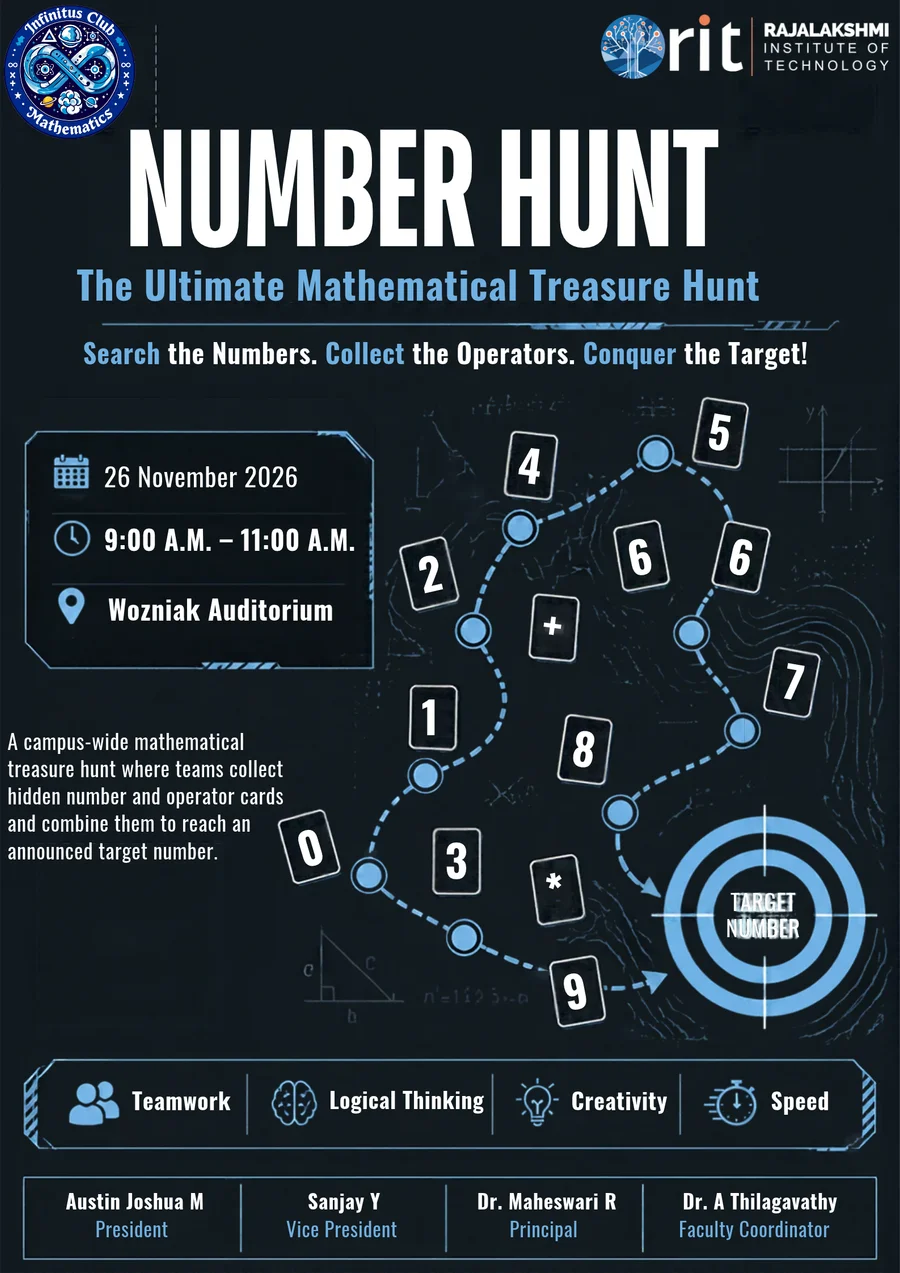 Infinitus Club
Mathematics
rit
RAJALAKSHMI
INSTITUTE OF
TECHNOLOGY
NUMBER HUNT
The Ultimate Mathematical Treasure Hunt
Search the Numbers. Collect the Operators. Conquer the Target!
26 November 2026
9:00 A.M. – 11:00 A.M.
Wozniak Auditorium
5
4
2
6
6
+
7
1
8
0
3
*
9
y
x
A campus-wide mathematical
treasure hunt where teams collect
hidden number and operator cards
and combine them to reach an
announced target number.
TARGET
NUMBER
c
b
Teamwork
Logical Thinking
Creativity
Speed
Austin Joshua M
President
Sanjay Y
Vice President
Dr. Maheswari R
Principal
Dr. A Thilagavathy
Faculty Coordinator